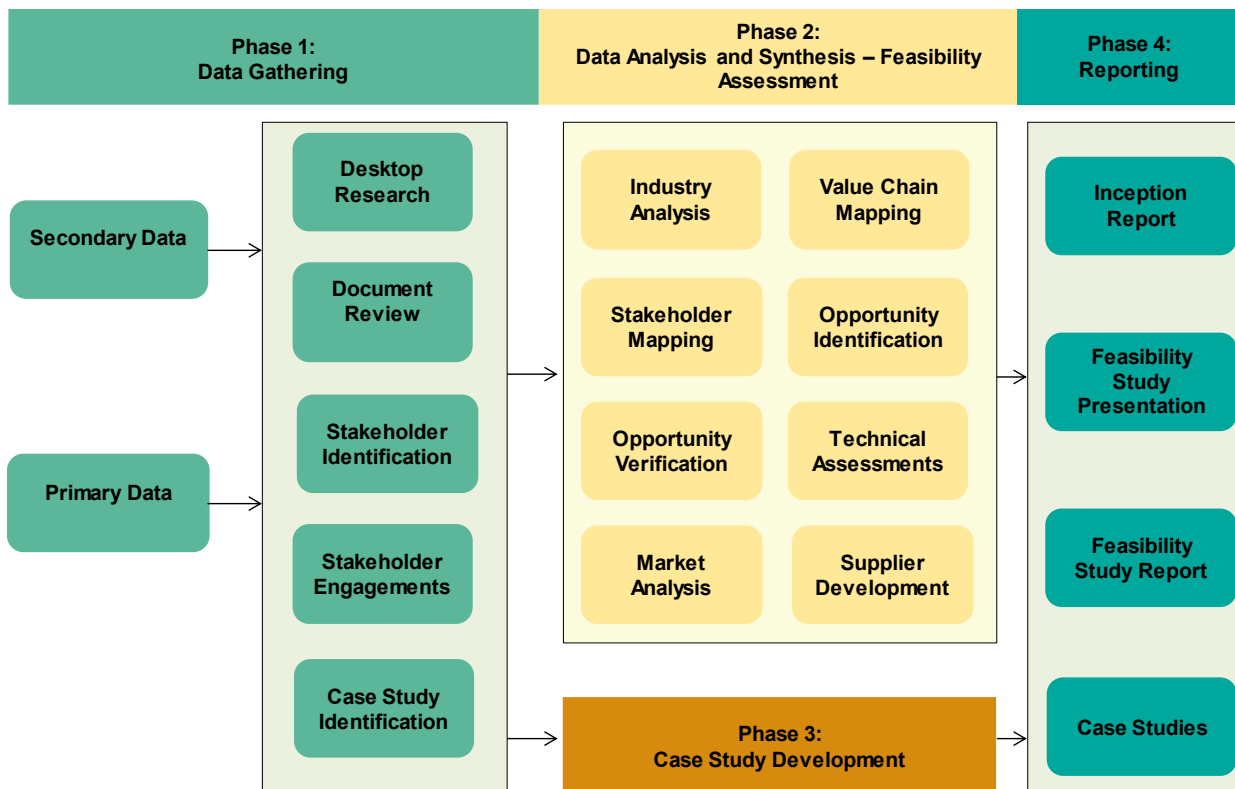 Phase 1:
Data Gathering
Phase 2:
Data Analysis and Synthesis – Feasibility
Assessment
Phase 4:
Reporting
Secondary Data
Primary Data
Desktop
Research
Document
Review
Stakeholder
Identification
Stakeholder
Engagements
Case Study
Identification
Industry
Analysis
Value Chain
Mapping
Stakeholder
Mapping
Opportunity
Identification
Opportunity
Verification
Technical
Assessments
Market
Analysis
Supplier
Development
Phase 3:
Case Study Development
Inception
Report
Feasibility
Study
Presentation
Feasibility
Study Report
Case Studies